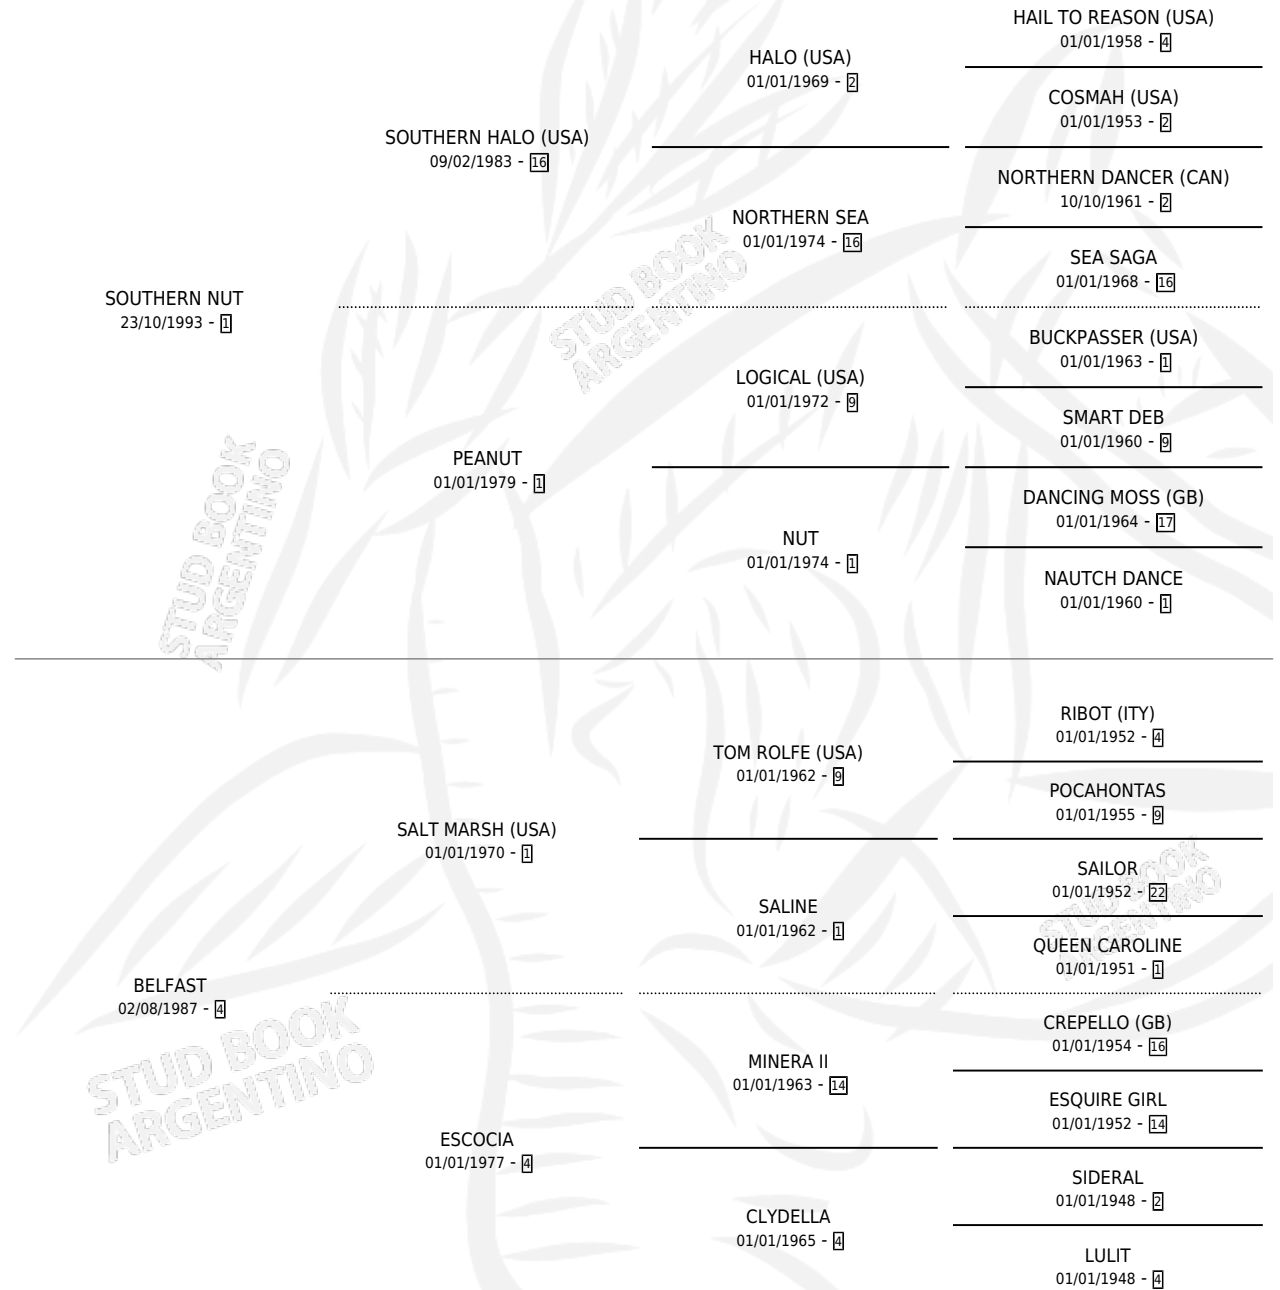 HAIL TO REASON (USA)
01/01/1958 - 4
HALO (USA)
01/01/1969 - 2
COSMAH (USA)
01/01/1953 - 2
SOUTHERN HALO (USA)
09/02/1983 - 16
NORTHERN DANCER (CAN)
10/10/1961 - 2
NORTHERN SEA
01/01/1974 - 16
SEA SAGA
01/01/1968 - 16
STUD BOOK
ARGENTINO
SOUTHERN NUT
23/10/1993 - 1
BUCKPASSER (USA)
01/01/1963 - 1
LOGICAL (USA)
01/01/1972 - 9
SMART DEB
01/01/1960 - 9
PEANUT
01/01/1979 - 1
DANCING MOSS (GB)
01/01/1964 - 17
NUT
01/01/1974 - 1
NAUTCH DANCE
01/01/1960 - 1
STUD BOOK
ARGENTINO
RIBOT (ITY)
01/01/1952 - 4
TOM ROLFE (USA)
01/01/1962 - 9
POCAHONTAS
01/01/1955 - 9
SALT MARSH (USA)
01/01/1970 - 1
SAILOR
01/01/1952 - 22
SALINE
01/01/1962 - 1
STUD BOOK
ARGENTINO
QUEEN CAROLINE
01/01/1951 - 1
BELFAST
02/08/1987 - 4
CREPELLO (GB)
01/01/1954 - 16
MINERA II
01/01/1963 - 14
ESQUIRE GIRL
01/01/1952 - 14
STUD BOOK
ARGENTINO
ESCOCIA
01/01/1977 - 4
SIDERAL
01/01/1948 - 2
CLYDELLA
01/01/1965 - 4
LULIT
01/01/1948 - 4